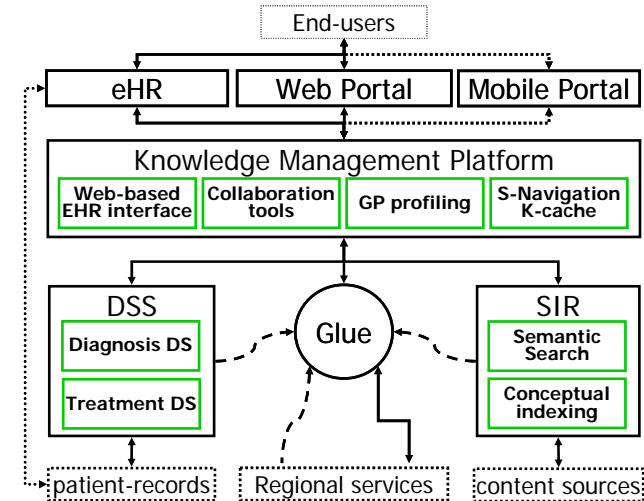 End-users
eHR
Web Portal
Mobile Portal
Knowledge Management Platform
Web-based
EHR interface
Collaboration
tools
GP profiling
S-Navigation
K-cache
DSS
Diagnosis DS
Treatment DS
Glue
SIR
Semantic
Search
Conceptual
indexing
patient-records
Regional services
content sources